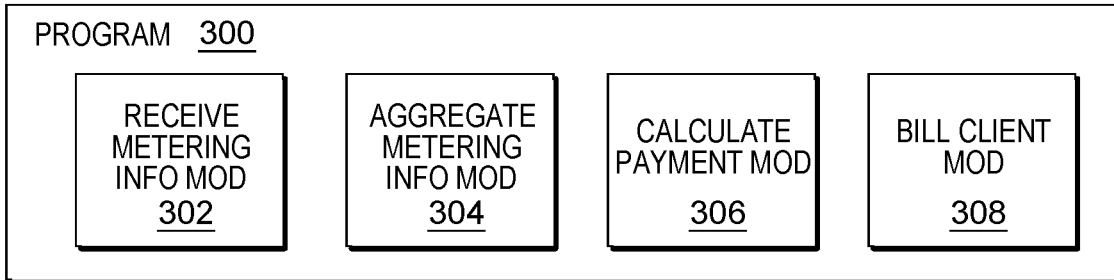 PROGRAM 300
RECEIVE
METERING
INFO MOD
302
AGGREGATE
METERING
INFO MOD
304
CALCULATE
PAYMENT MOD
306
BILL CLIENT
MOD
308